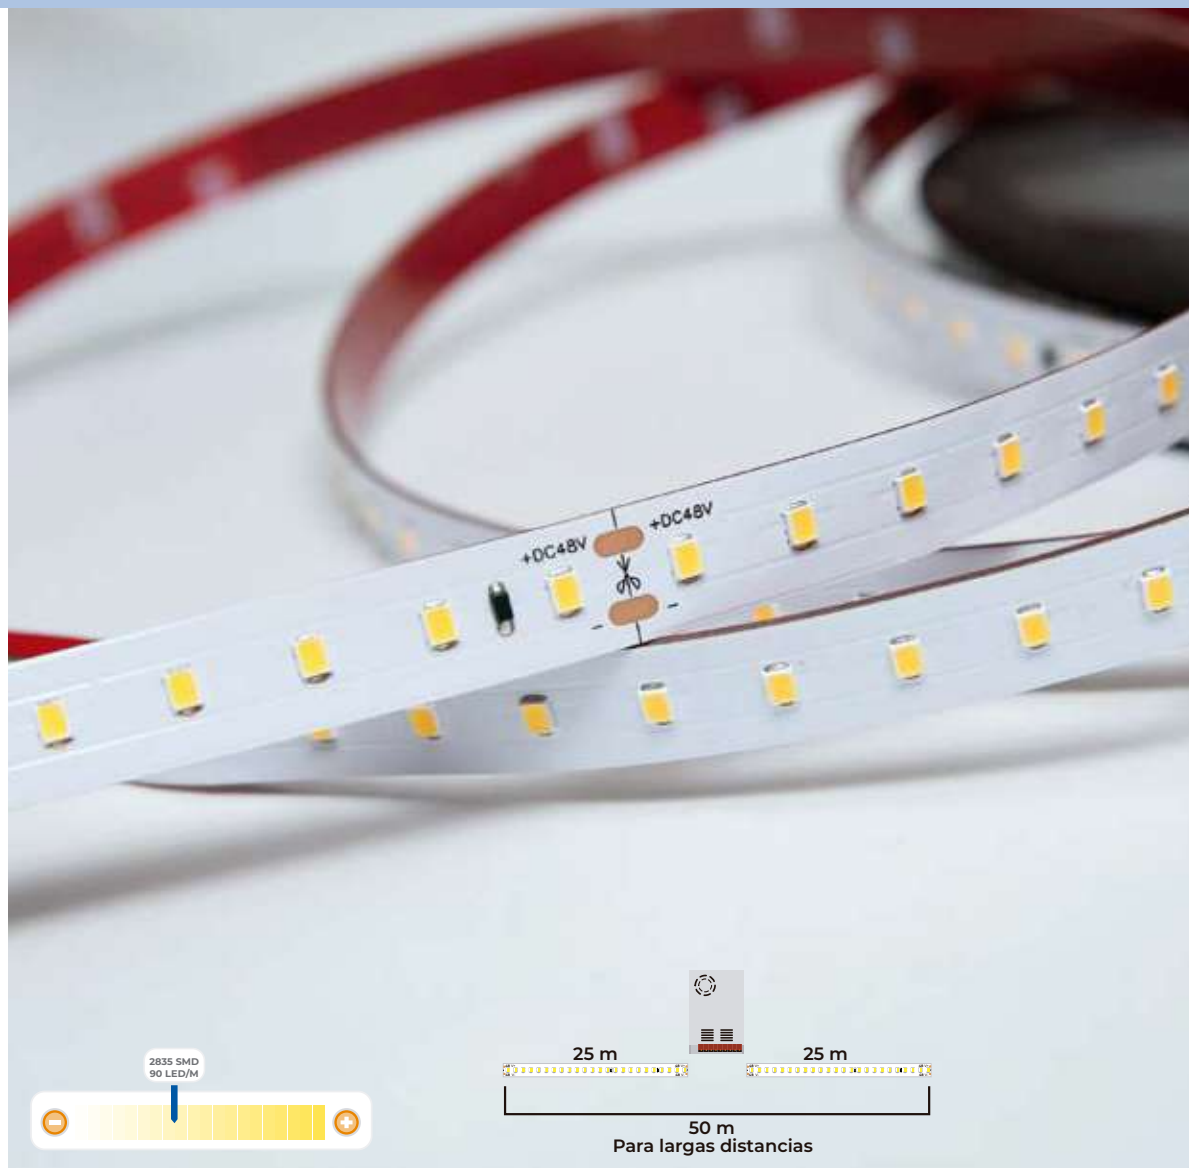 +DC48V
+DC48V
-
-
2835 SMD
90 LED/M
25 m
25 m
50 m
Para largas distancias